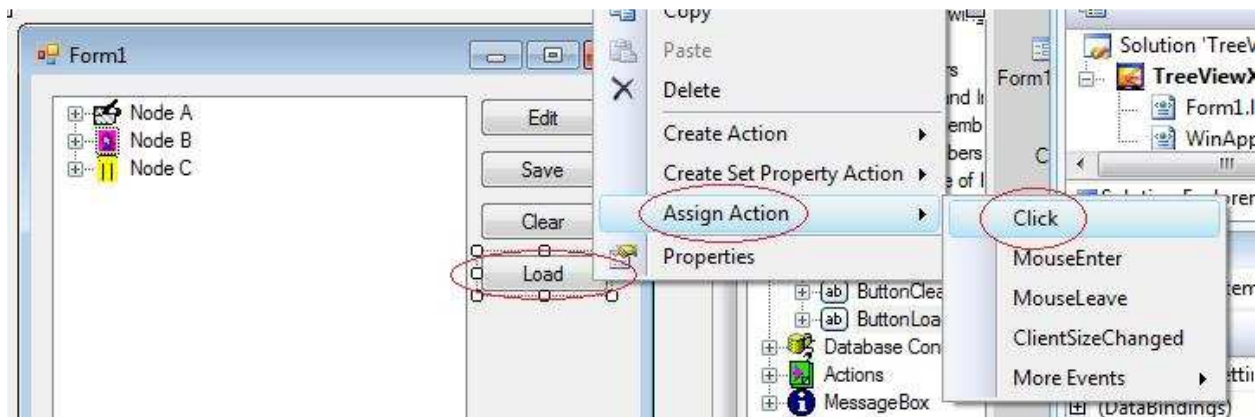 Form1
Node A
Node B
Node C
Edit
Save
Clear
Load
Copy
Paste
Delete
Create Action
Create Set Property Action
Assign Action
Properties
Click
MouseEnter
MouseLeave
ClientSizeChanged
More Events
ButtonClea
ButtonLoa
Database Con
Actions
MessageBox
Form1
Solution 'TreeV
TreeViewX
Form1.l
WinApp
(DataBindings)